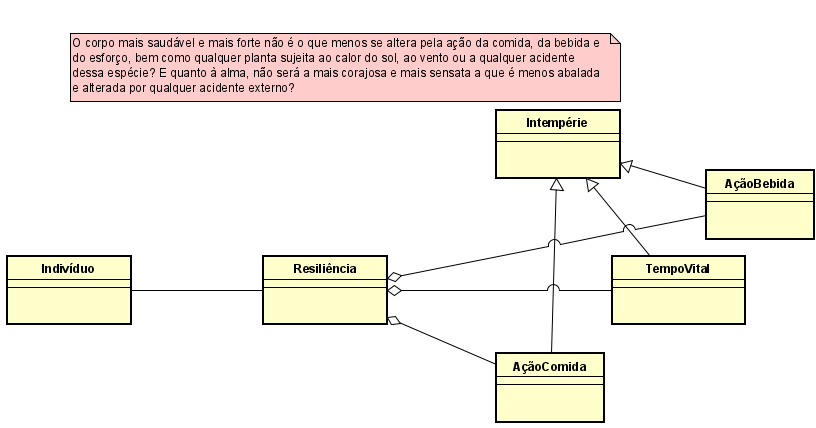 O corpo mais saudável e mais forte não é o que menos se altera pela ação da comida, da bebida e
do esforço, bem como qualquer planta sujeita ao calor do sol, ao vento ou a qualquer acidente
dessa espécie? E quanto à alma, não será a mais corajosa e mais sensata a que é menos abalada
e alterada por qualquer acidente externo?
Intempérie
AçãoBebida
Indivíduo
Resiliência
TempoVital
AçãoComida